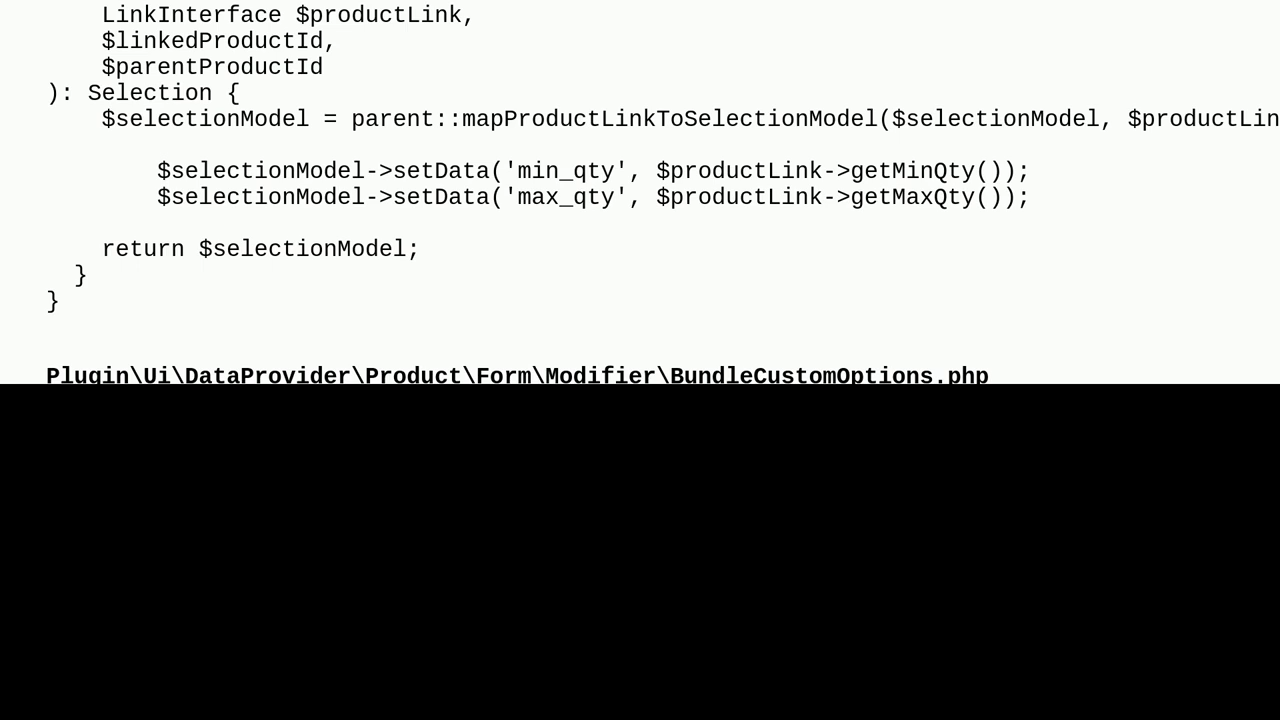 LinkInterface $productLink,
$linkedProductId,
$parentProductId
): Selection {
$selectionModel = parent::mapProductLinkToSelectionModel($selectionModel, $productLin
$selectionModel->setData('min_qty', $productLink->getMinQty());
$selectionModel->setData('max_qty', $productLink->getMaxQty());
return $selectionModel;
}
}
Plugin\Ui\DataProvider\Product\Form\Modifier\BundleCustomOptions.php